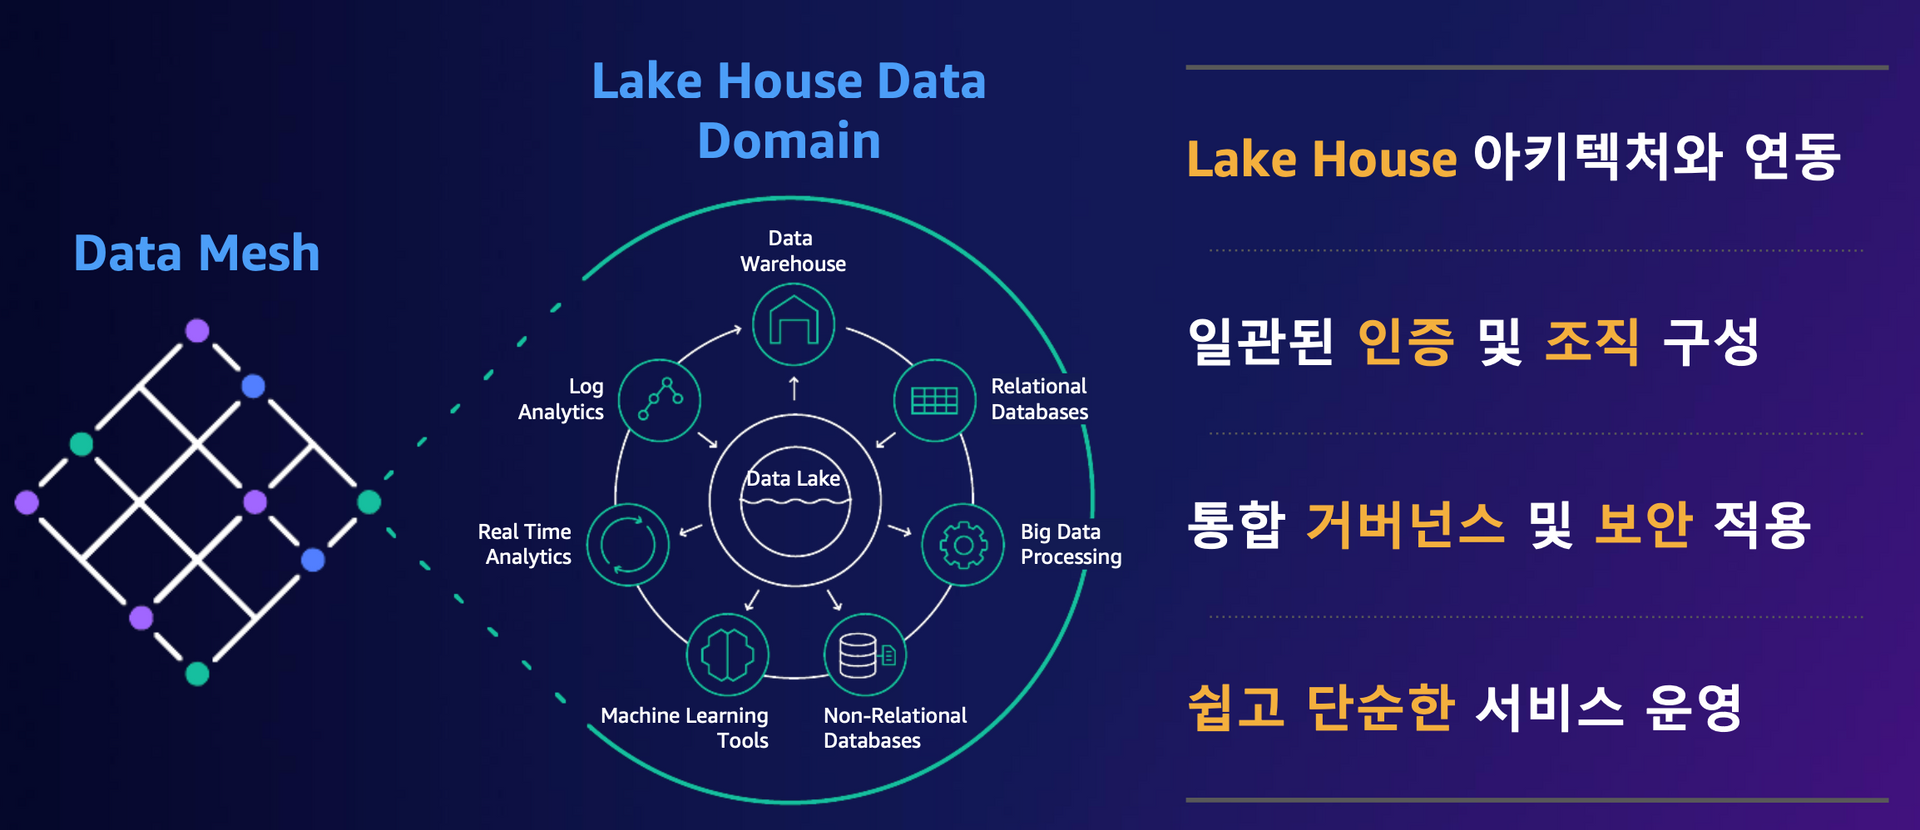 Data Mesh
Lake House Data
Domain
Data
Warehouse
Log
Analytics
Relational
Databases
Data Lake
Real Time
Analytics
Big Data
Processing
Machine Learning
Tools
Non-Relational
Databases
Lake House 아키텍처와 연동
일관된 인증 및 조직 구성
통합 거버넌스 및 보안 적용
쉽고 단순한 서비스 운영